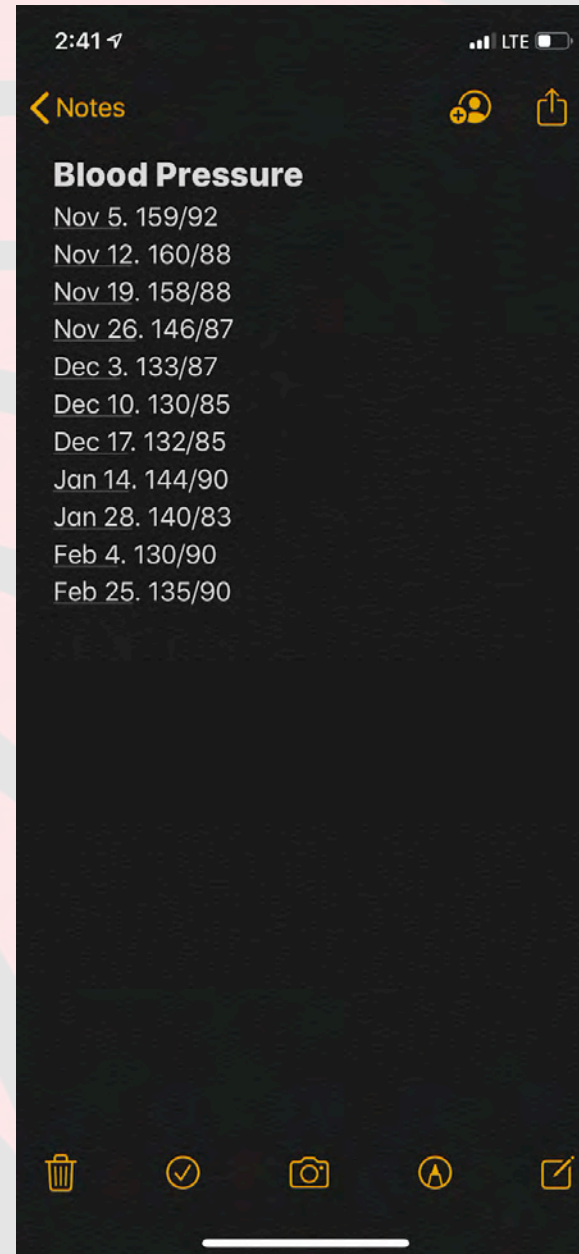 2:41
LTE
Notes
Blood Pressure
Nov 5. 159/92
Nov 12. 160/88
Nov 19. 158/88
Nov 26. 146/87
Dec 3. 133/87
Dec 10. 130/85
Dec 17. 132/85
Jan 14. 144/90
Jan 28. 140/83
Feb 4. 130/90
Feb 25. 135/90